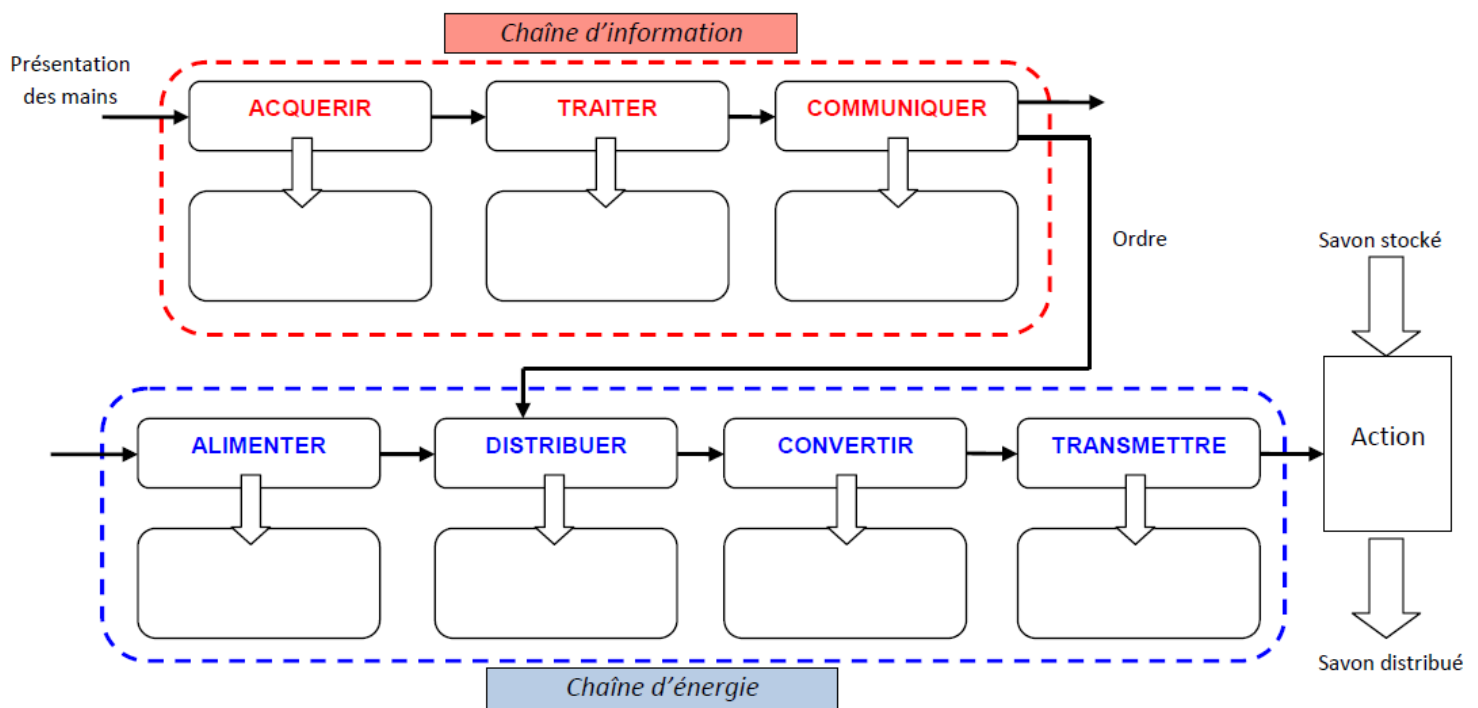 Chaîne d'information
Présentation
des mains
ACQUERIR
TRAITER
COMMUNIQUER
Ordre
Savon stocké
ALIMENTER
DISTRIBUER
CONVERTIR
TRANSMETTRE
Action
Savon distribué
Chaîne d'énergie